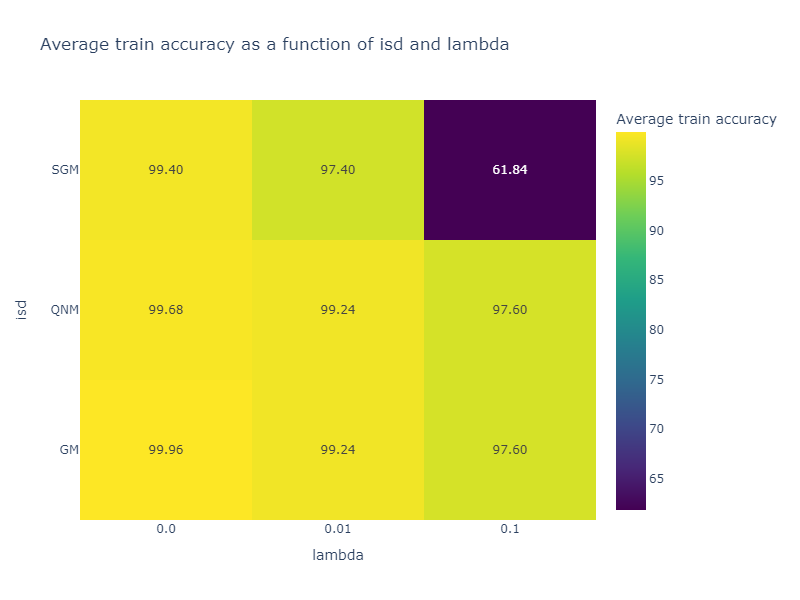 Average train accuracy as a function of isd and lambda
Average train accuracy
SGM 99.40 97.40 61.84
QNM 99.68 99.24 97.60
GM 99.96 99.24 97.60
0.0 0.01 0.1
lambda
isd
95
90
85
80
75
70
65